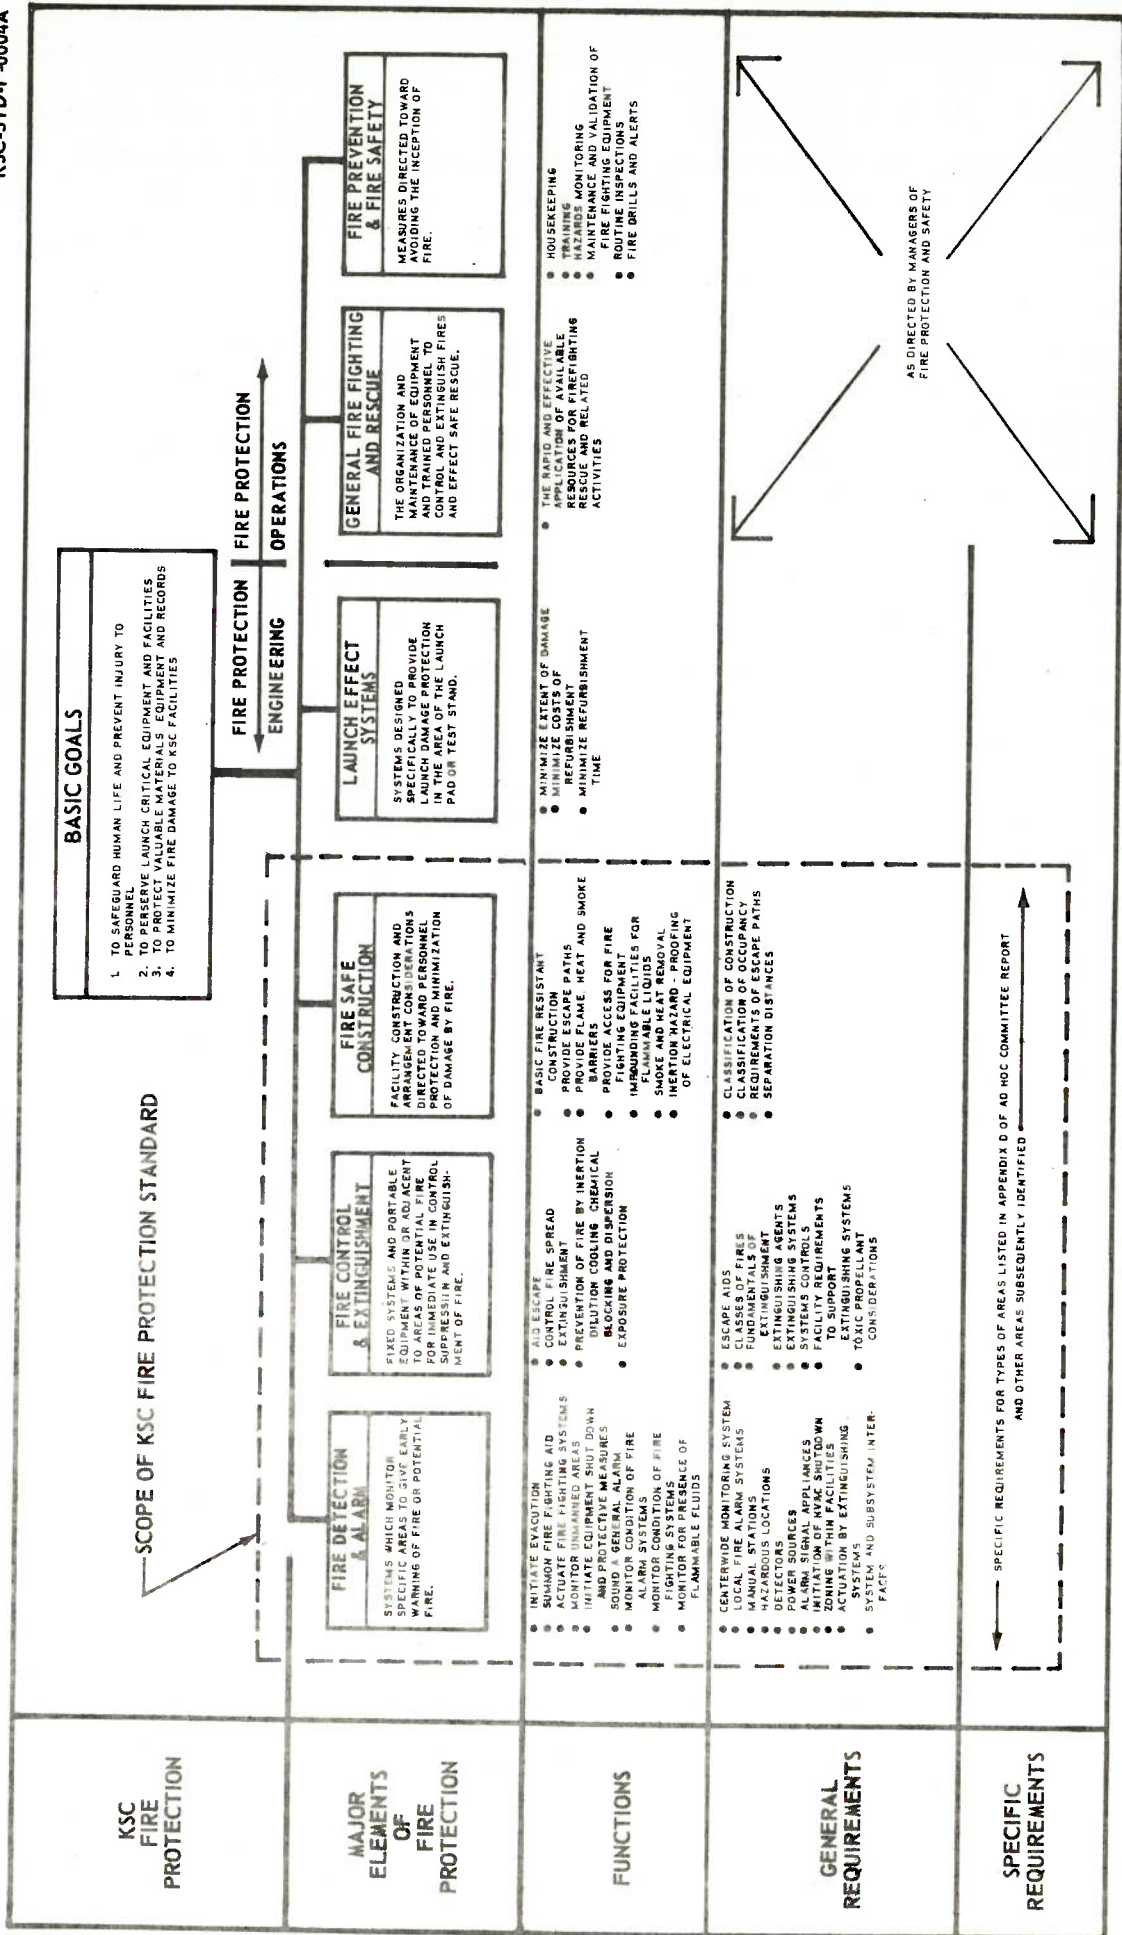 KSC-STD-F-0004A
KSC
FIRE
PROTECTION
SCOPE OF KSC FIRE PROTECTION STANDARD
BASIC GOALS
1. TO SAFEGUARD HUMAN LIFE AND PREVENT INJURY TO
PERSONNEL
2. TO PERSERVE LAUNCH CRITICAL EQUIPMENT AND FACILITIES
3. TO PROTECT VALUABLE MATERIALS EQUIPMENT AND RECORDS
4. TO MINIMIZE FIRE DAMAGE TO KSC FACILITIES
FIRE PROTECTION
ENGINEERING
FIRE PROTECTION
OPERATIONS
MAJOR
ELEMENTS
OF
FIRE
PROTECTION
FIRE DETECTION
& ALARM
SYSTEMS WHICH MONITOR
SPECIFIC AREAS TO GIVE EARLY
WARNING OF FIRE OR POTENTIAL
FIRE.
FIRE CONTROL
& EXTINGUISHMENT
FIXED SYSTEMS AND PORTABLE
EQUIPMENT WITHIN OR ADJACENT
TO AREAS OF POTENTIAL FIRE
FOR IMMEDIATE USE IN CONTROL
SUPPRESSIIN AND EXTINGUISH-
MENT OF FIRE.
FIRE SAFE
CONSTRUCTION
FACILITY CONSTRUCTION AND
ARRANGEMENT CONSIDERATIONS
DIRECTED TOWARD PERSONNEL
PROTECTION AND MINIMIZATION
OF DAMAGE BY FIRE.
LAUNCH EFFECT
SYSTEMS
SYSTEMS DESIGNED
SPECIFICALLY TO PROVIDE
LAUNCH DAMAGE PROTECTION
IN THE AREA OF THE LAUNCH
PAD OR TEST STAND.
GENERAL FIRE FIGHTING
AND RESCUE
THE ORGANIZATION AND
MAINTENANCE OF EQUIPMENT
AND TRAINED PERSONNEL TO
CONTROL AND EXTINGUISH FIRES
AND EFFECT SAFE RESCUE.
FIRE PREVENTION
& FIRE SAFETY
MEASURES DIRECTED TOWARD
AVOIDING THE INCEPTION OF
FIRE.
FUNCTIONS
• INITIATE EVACUTION
• SUMMON FIRE FIGHTING AID
• ACTUATE FIRE FIGHTING SYSTEMS
• MONITOR UNMANNED AREAS
• INITIATE EQUIPMENT SHUT DOWN
AND PROTECTIVE MEASURES
• SOUND A GENERAL ALARM
• MONITOR CONDITION OF FIRE
ALARM SYSTEMS
• MONITOR CONDITION OF FIRE
FIGHTING SYSTEMS
• MONITOR FOR PRESENCE OF
FLAMMABLE FLUIDS
• AID ESCAPE
• CONTROL FIRE SPREAD
• EXTINGUISHMENT
• PREVENTION OF FIRE BY INERTION
DILUTION COOLING CHEMICAL
BLOCKING AND DISPERSION
• EXPOSURE PROTECTION
• BASIC FIRE RESISTANT
CONSTRUCTION
• PROVIDE ESCAPE PATHS
• PROVIDE FLAME, HEAT AND SMOKE
BARRIERS
• PROVIDE ACCESS FOR FIRE
FIGHTING EQUIPMENT
• IMPOUNDING FACILITIES FOR
FLAMMABLE LIQUIDS
• SMOKE AND HEAT REMOVAL
• INERTION/HAZARD - PROOFING
OF ELECTRICAL EQUIPMENT
• MINIMIZE EXTENT OF DAMAGE
• MINIMIZE COSTS OF
REFURBISHMENT
• MINIMIZE REFURBISHMENT
TIME
• THE RAPID AND EFFECTIVE
APPLICATION OF AVAILABLE
RESOURCES FOR FIREFIGHTING
RESCUE AND RELATED
ACTIVITIES
• HOUSEKEEPING
• TRAINING
• HAZARDS MONITORING
• MAINTENANCE AND VALIDATION OF
FIRE FIGHTING EQUIPMENT
• ROUTINE INSPECTIONS
• FIRE DRILLS AND ALERTS
GENERAL
REQUIREMENTS
• CENTERWIDE MONITORING SYSTEM
• LOCAL FIRE ALARM SYSTEMS
• MANUAL STATIONS
• HAZARDOUS LOCATIONS
• DETECTORS
• POWER SOURCES
• ALARM SIGNAL APPLIANCES
• INITIATION OF HVAC SHUTDOWN
• ZONING WITHIN FACILITIES
• ACTUATION BY EXTINGUISHING
SYSTEMS
• SYSTEM AND SUBSYSTEM INTER-
FACES
• ESCAPE AIDS
• CLASSES OF FIRES
• FUNDAMENTALS OF
EXTINGUISHMENT
• EXTINGUISHING AGENTS
• EXTINGUISHING SYSTEMS
• SYSTEMS CONTROLS
• FACILITY REQUIREMENTS
TO SUPPORT
EXTINGUISHING SYSTEMS
• TOXIC PROPELLANT
CONSIDERATIONS
• CLASSIFICATION OF CONSTRUCTION
• CLASSIFICATION OF OCCUPANCY
• REQUIREMENTS OF ESCAPE PATHS
• SEPARATION DISTANCES
AS DIRECTED BY MANAGERS OF
FIRE PROTECTION AND SAFETY
SPECIFIC
REQUIREMENTS
SPECIFIC REQUIREMENTS FOR TYPES OF AREAS LISTED IN APPENDIX D OF AD HOC COMMITTEE REPORT
AND OTHER AREAS SUBSEQUENTLY IDENTIFIED